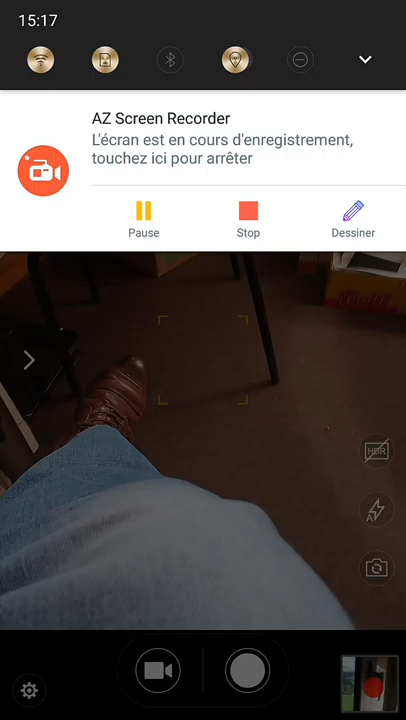 15:17
AZ Screen Recorder
L'écran est en cours d'enregistrement,
touchez ici pour arrêter
Pause
Stop
Dessiner
HDR
A